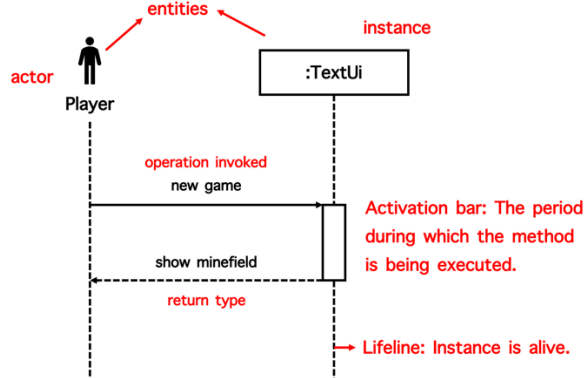 entities
instance
:TextUi
actor
Player
operation invoked
new game
Activation bar: The period
during which the method
is being executed.
show minefield
return type
Lifeline: Instance is alive.